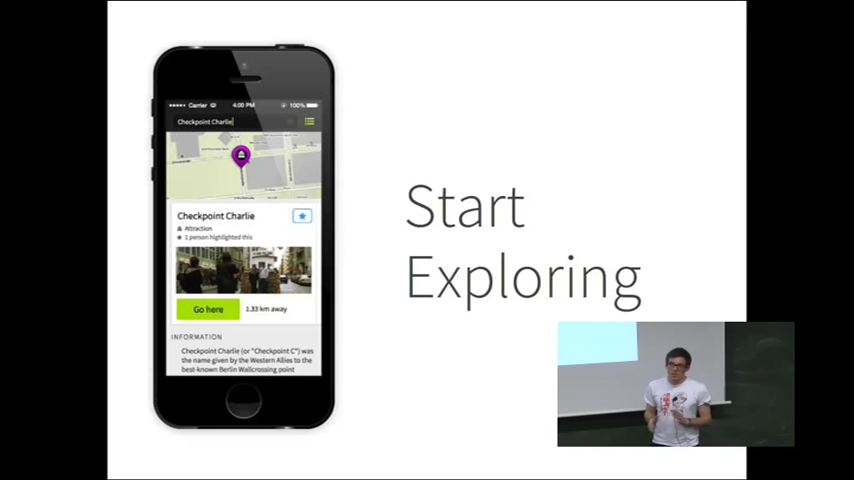 Carrier
4:00 PM
100%
Checkpoint Charlie
Checkpoint Charlie
Attraction
1 person highlighted this
Go here
1.33 km away
INFORMATION
Checkpoint Charlie (or "Checkpoint C") was
the name given by the Western Allies to the
best-known Berlin Wallcrossing point
Start
Exploring